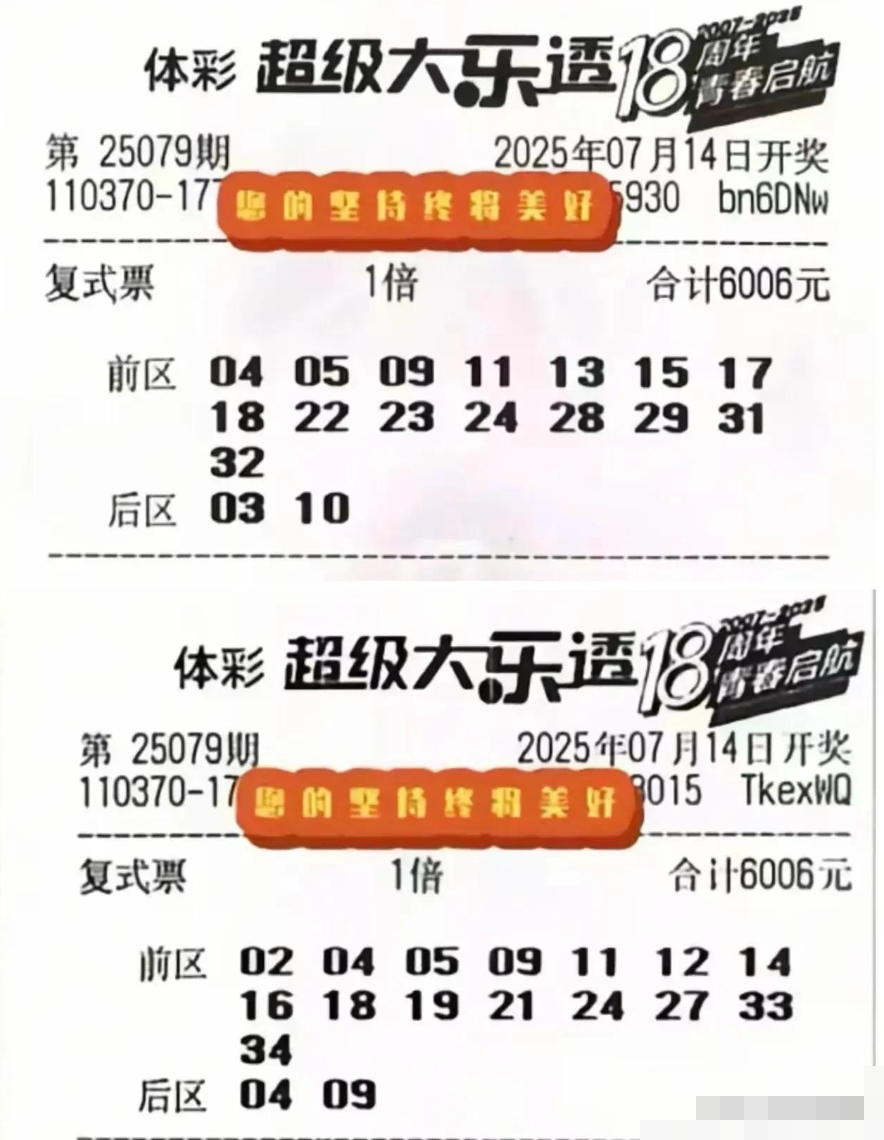 体彩 超级大乐透 18周年 2007-2025 青春启航
第 25079期 2025年07月14日开奖
110370-17 您的坚持终将美好 5930 bn6DNw
复式票 1倍 合计6006元
前区 04 05 09 11 13 15 17
18 22 23 24 28 29 31
32
后区 03 10
体彩 超级大乐透 18周年 2007-2025 青春启航
第 25079期 2025年07月14日开奖
110370-17 您的坚持终将美好 3015 TkexWQ
复式票 1倍 合计6006元
前区 02 04 05 09 11 12 14
16 18 19 21 24 27 33
34
后区 04 09